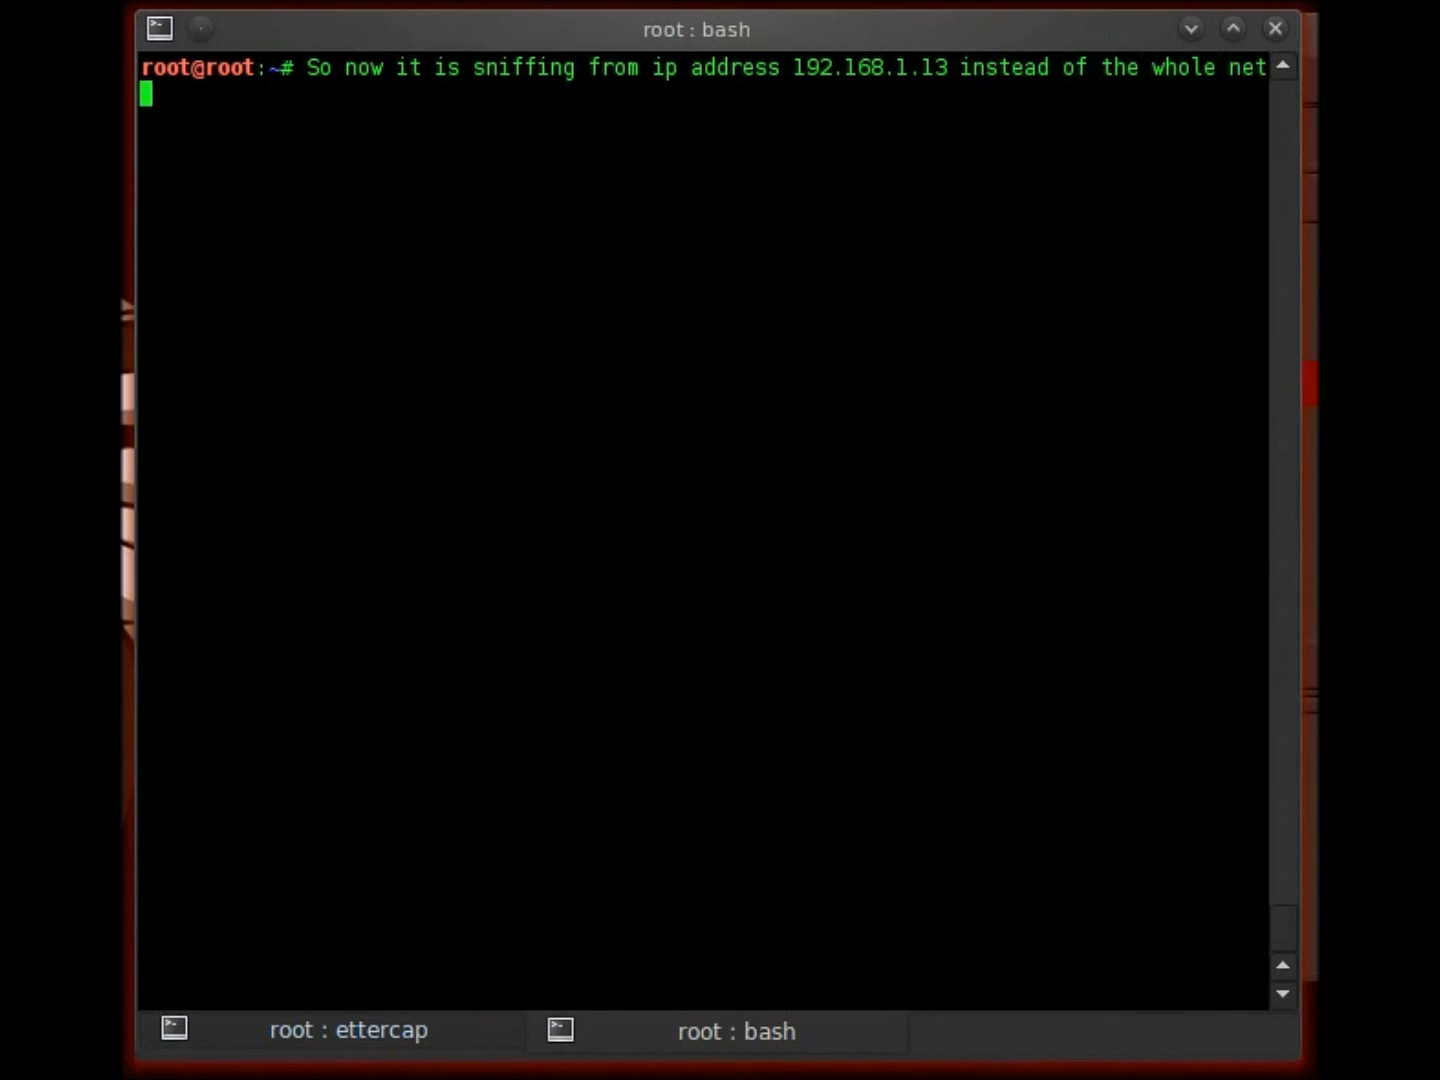 root : bash
root@root:~# So now it is sniffing from ip address 192.168.1.13 instead of the whole net
root : ettercap
root : bash